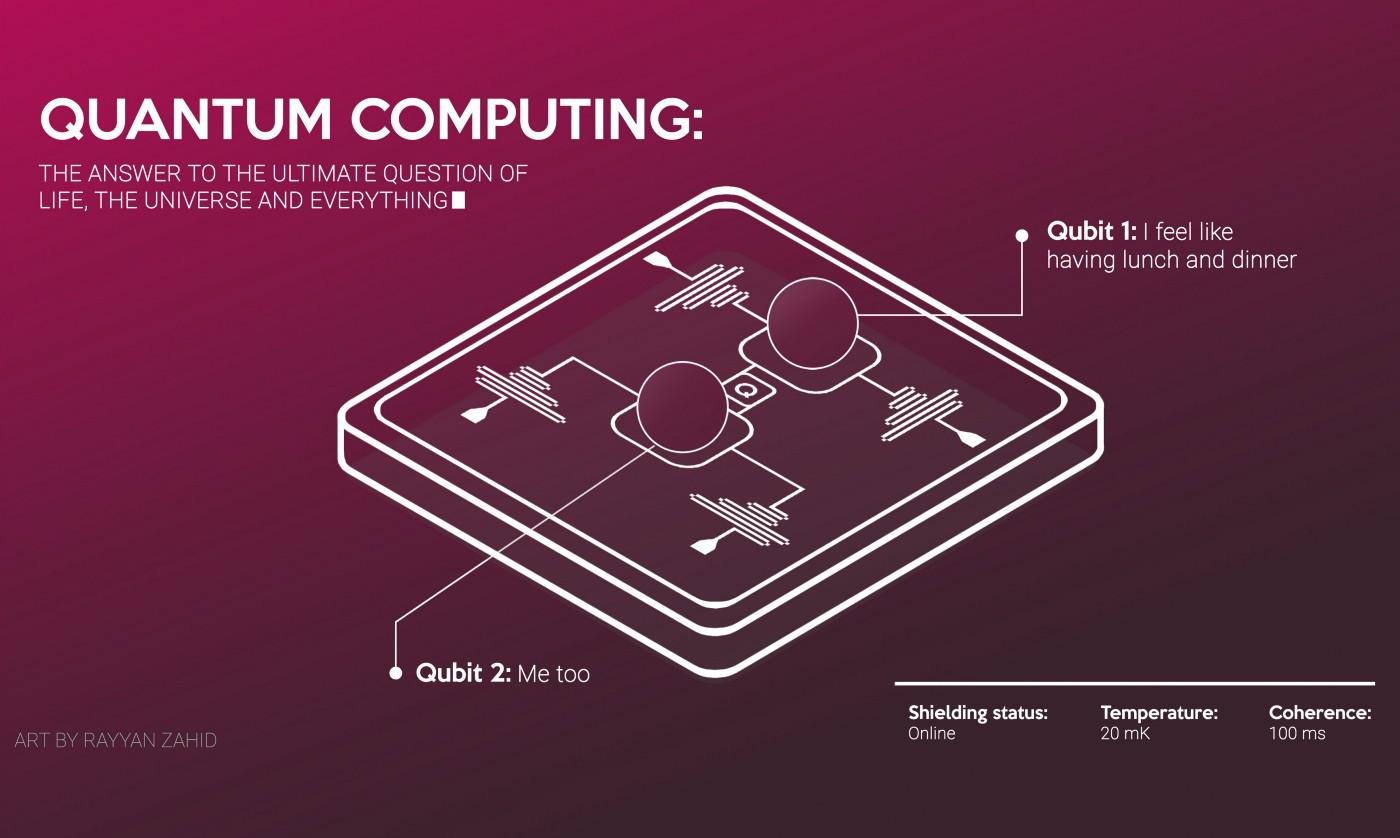 QUANTUM COMPUTING:
THE ANSWER TO THE ULTIMATE QUESTION OF
LIFE, THE UNIVERSE AND EVERYTHING
Qubit 1: I feel like
having lunch and dinner
Q
Qubit 2: Me too
Shielding status:
Online
Temperature:
20 mK
Coherence:
100 ms
ART BY RAYYAN ZAHID